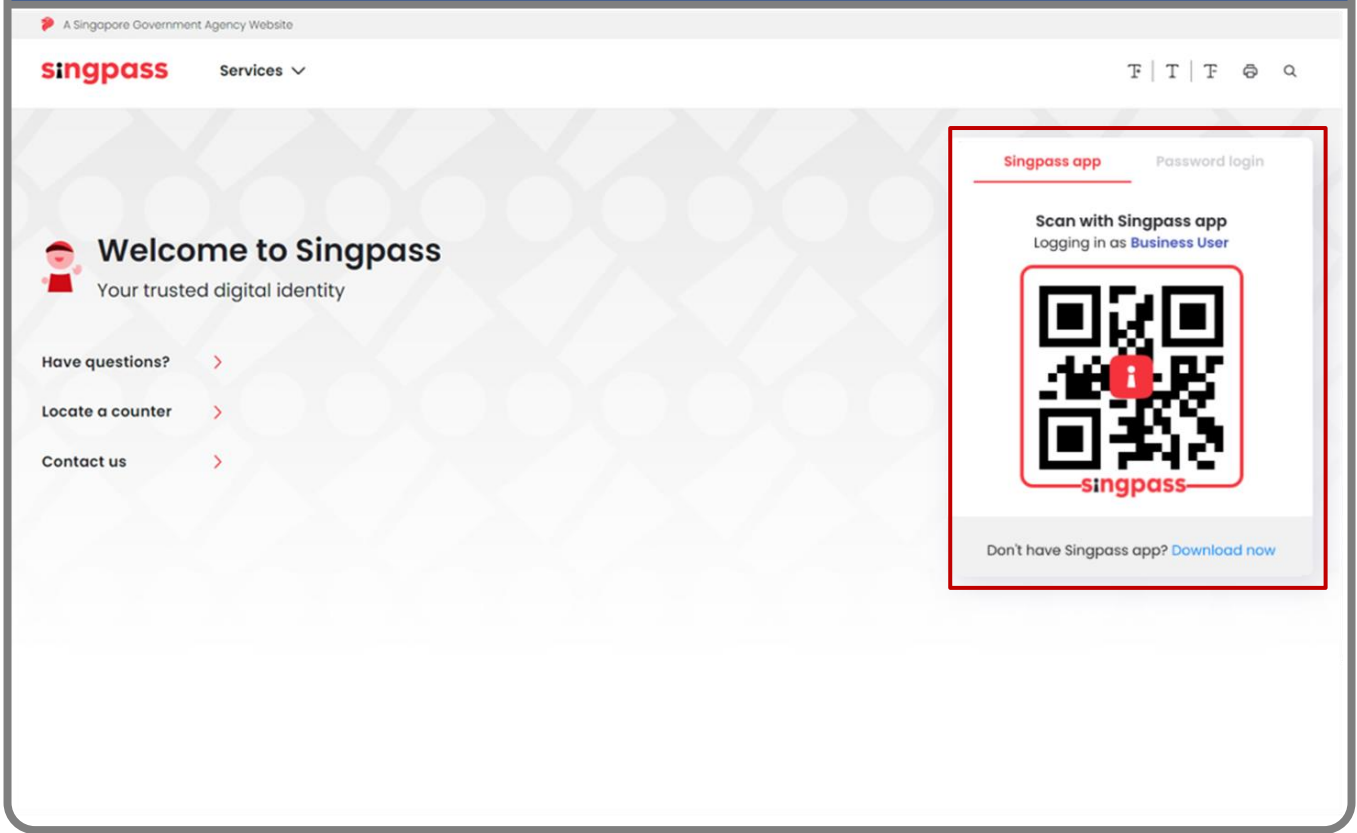 A Singapore Government Agency Website
singpass
Services
T+ | T | T-
Singpass app
Password login
Scan with Singpass app
Logging in as Business User
singpass
Welcome to Singpass
Your trusted digital identity
Have questions?
Locate a counter
Contact us
Don't have Singpass app? Download now